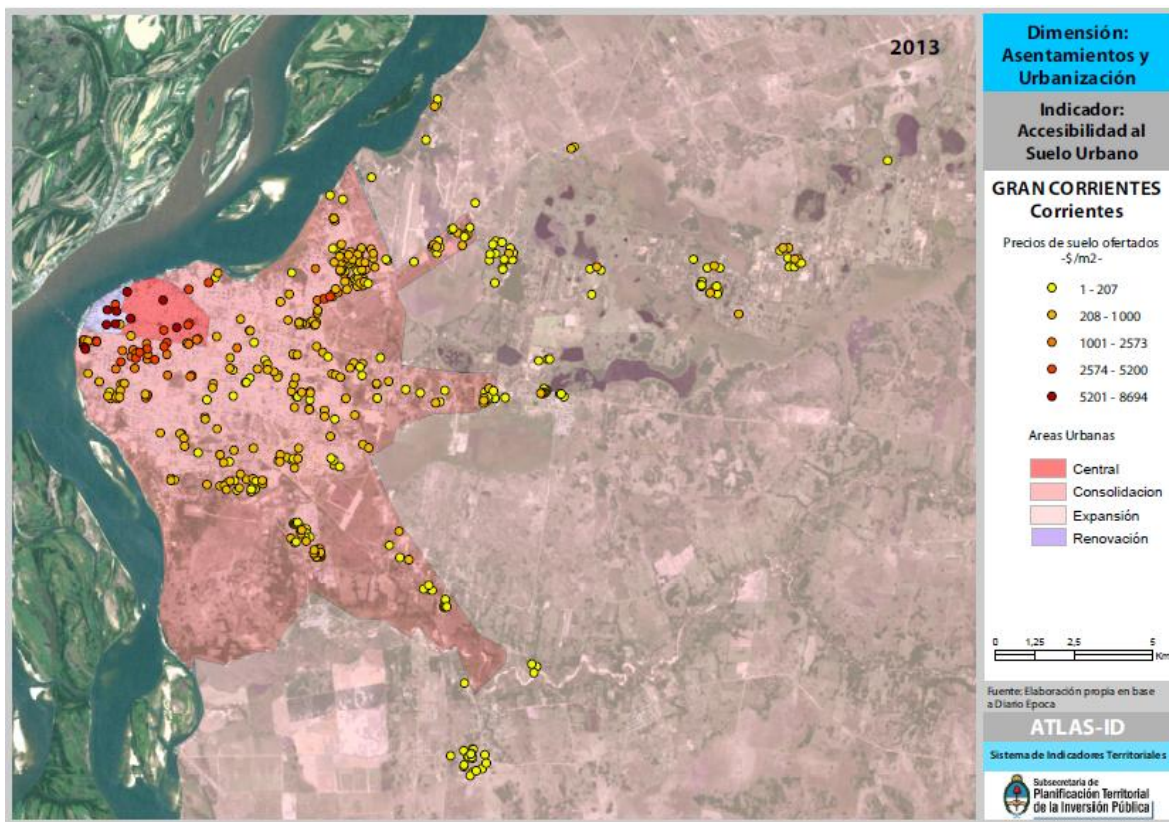 2013
Dimensión:
Asentamientos y
Urbanización
Indicador:
Accesibilidad al
Suelo Urbano
GRAN CORRIENTES
Corrientes
Precios de suelo ofertados
-$/m2-
1 - 207
208 - 1000
1001 - 2573
2574 - 5200
5201 - 8694
Areas Urbanas
Central
Consolidacion
Expansión
Renovación
0 1,25 2,5 5
Km
Fuente: Elaboración propia en base
a Diario Epoca
ATLAS-ID
Sistema de Indicadores Territoriales
Subsecretaria de
Planificación Territorial
de la Inversión Pública